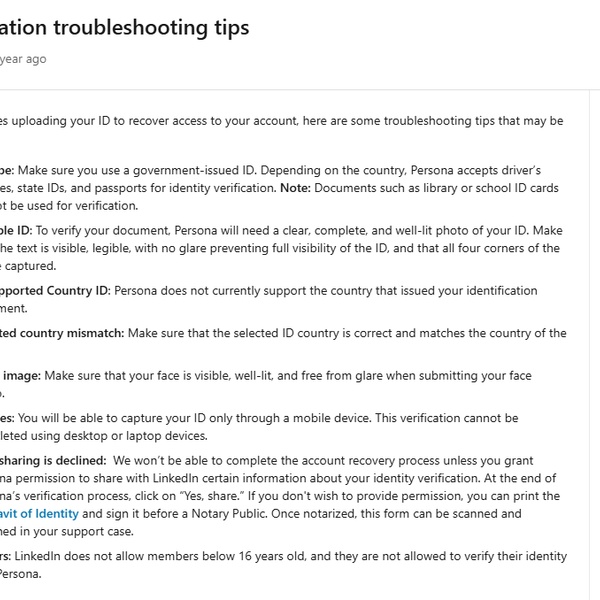 ation troubleshooting tips
year ago
es uploading your ID to recover access to your account, here are some troubleshooting tips that may be
pe: Make sure you use a government-issued ID. Depending on the country, Persona accepts driver's
es, state IDs, and passports for identity verification. Note: Documents such as library or school ID cards
ot be used for verification.
ble ID: To verify your document, Persona will need a clear, complete, and well-lit photo of your ID. Make
he text is visible, legible, with no glare preventing full visibility of the ID, and that all four corners of the
e captured.
pported Country ID: Persona does not currently support the country that issued your identification
ment.
ted country mismatch: Make sure that the selected ID country is correct and matches the country of the
image: Make sure that your face is visible, well-lit, and free from glare when submitting your face
o.
es: You will be able to capture your ID only through a mobile device. This verification cannot be
leted using desktop or laptop devices.
sharing is declined: We won't be able to complete the account recovery process unless you grant
na permission to share with LinkedIn certain information about your identity verification. At the end of
na's verification process, click on "Yes, share." If you don't wish to provide permission, you can print the
avit of Identity and sign it before a Notary Public. Once notarized, this form can be scanned and
hed in your support case.
rs: LinkedIn does not allow members below 16 years old, and they are not allowed to verify their identity
Persona.